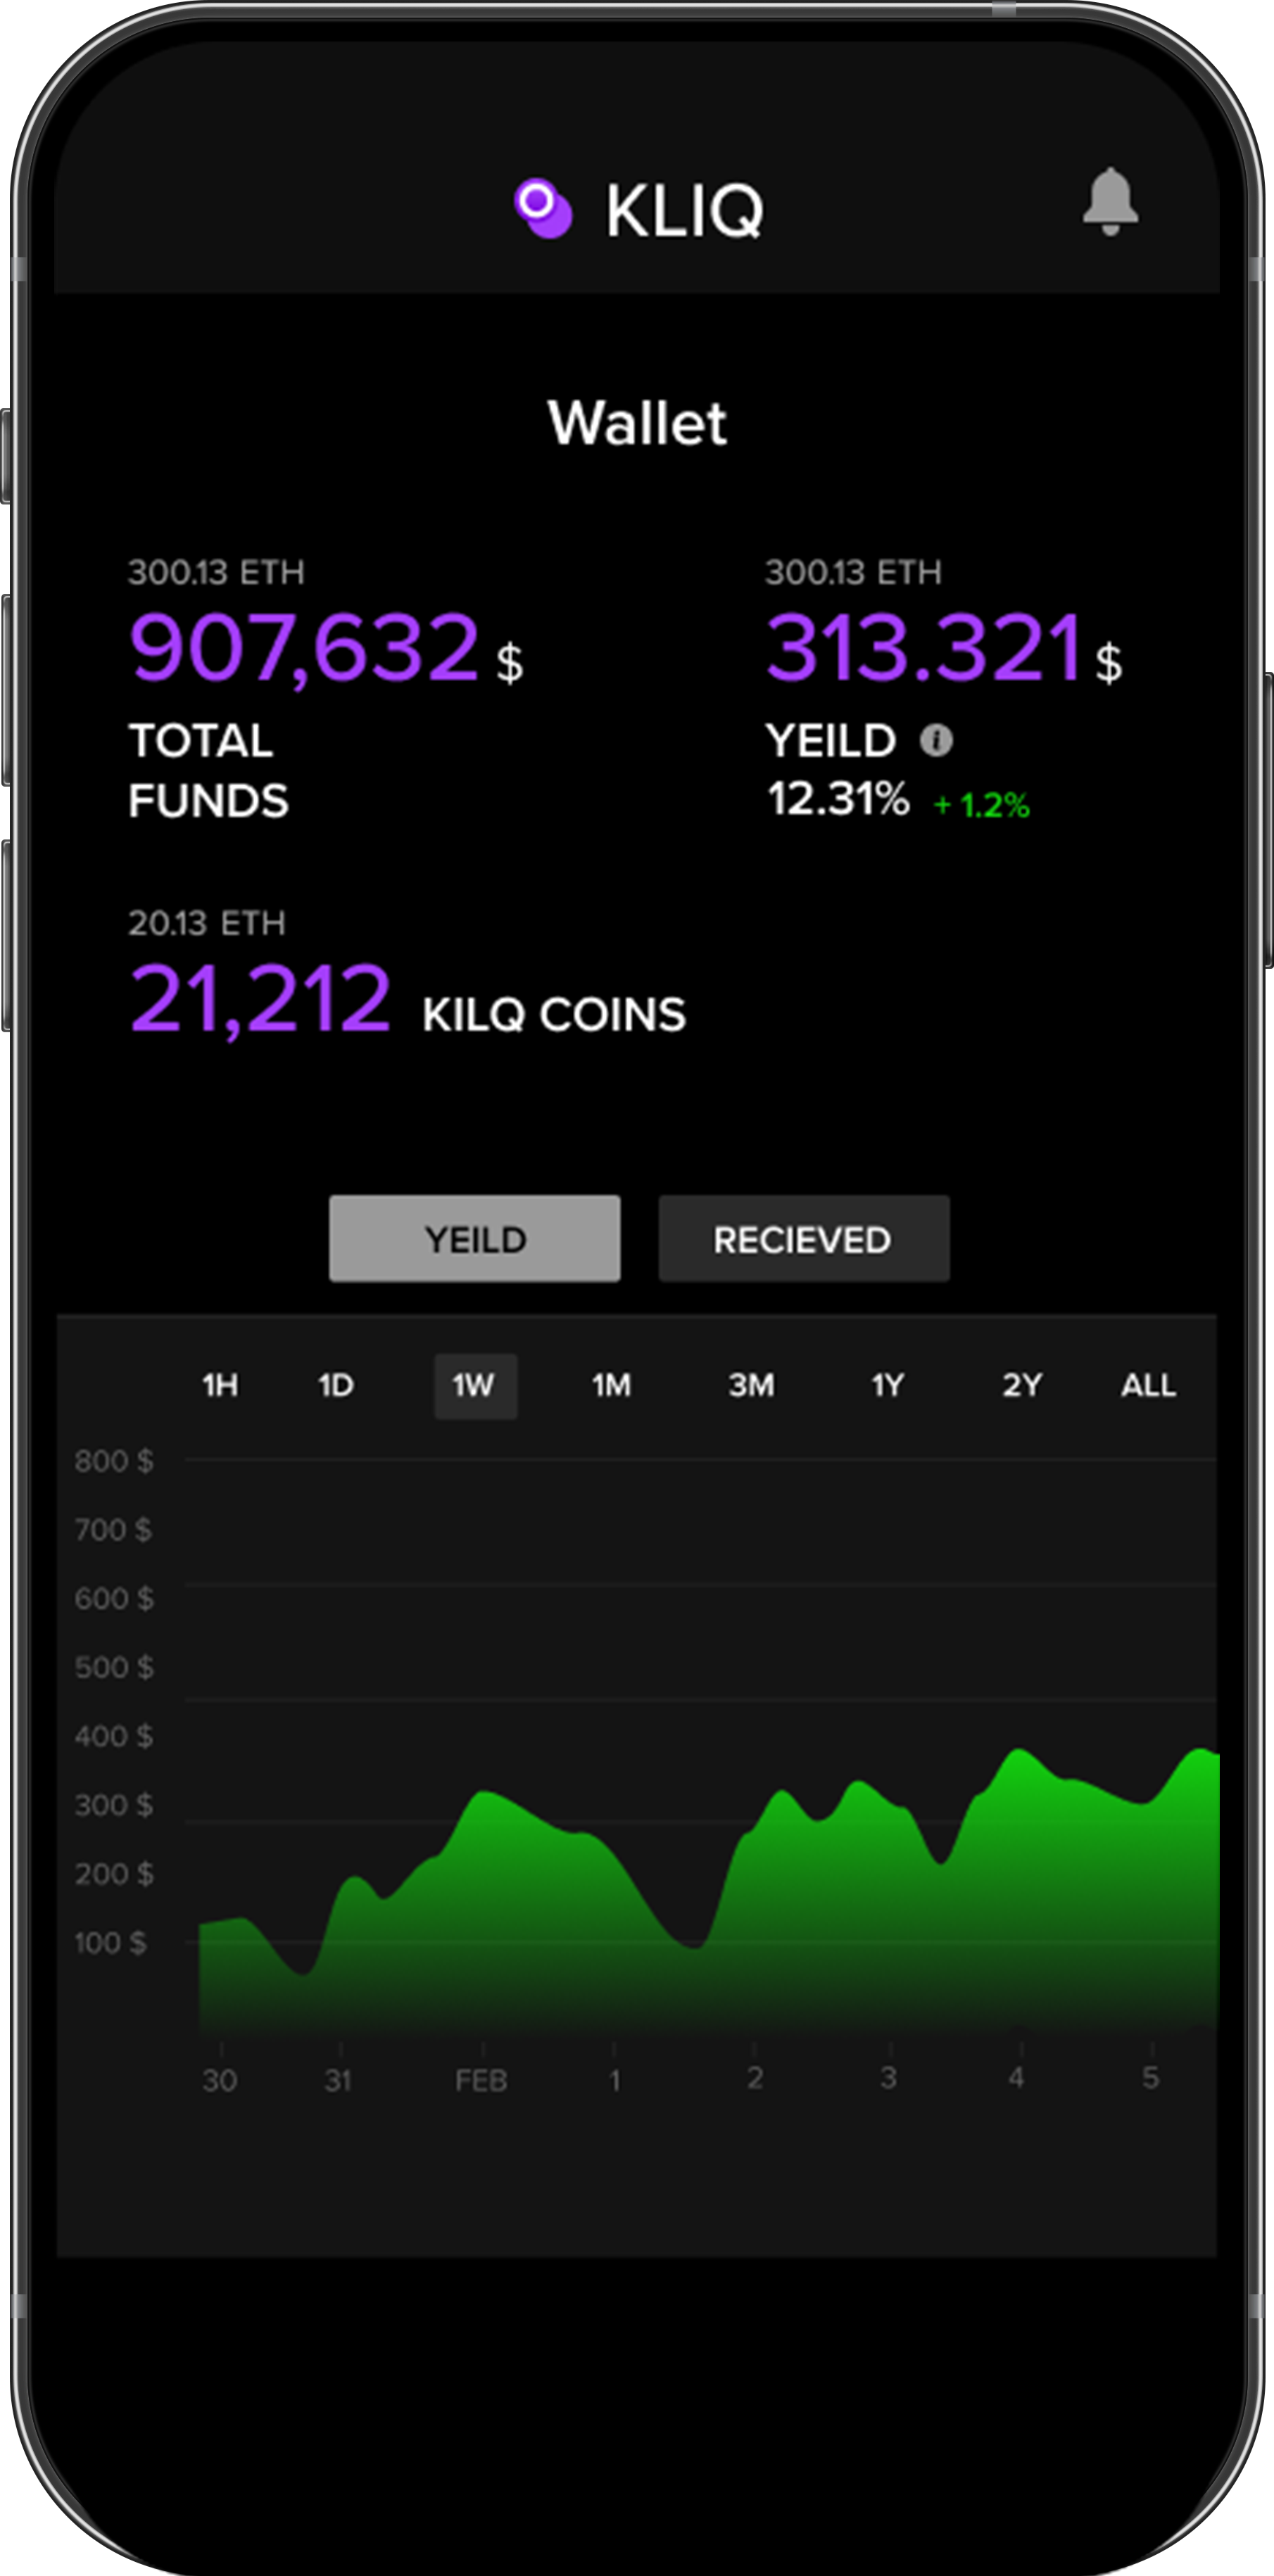 KLIQ
Wallet
300.13 ETH
907,632 $
TOTAL
FUNDS
300.13 ETH
313.321 $
YEILD i
12.31% + 1.2%
20.13 ETH
21,212 KILQ COINS
YEILD RECIEVED
1H 1D 1W 1M 3M 1Y 2Y ALL
800 $
700 $
600 $
500 $
400 $
300 $
200 $
100 $
30 31 FEB 1 2 3 4 5